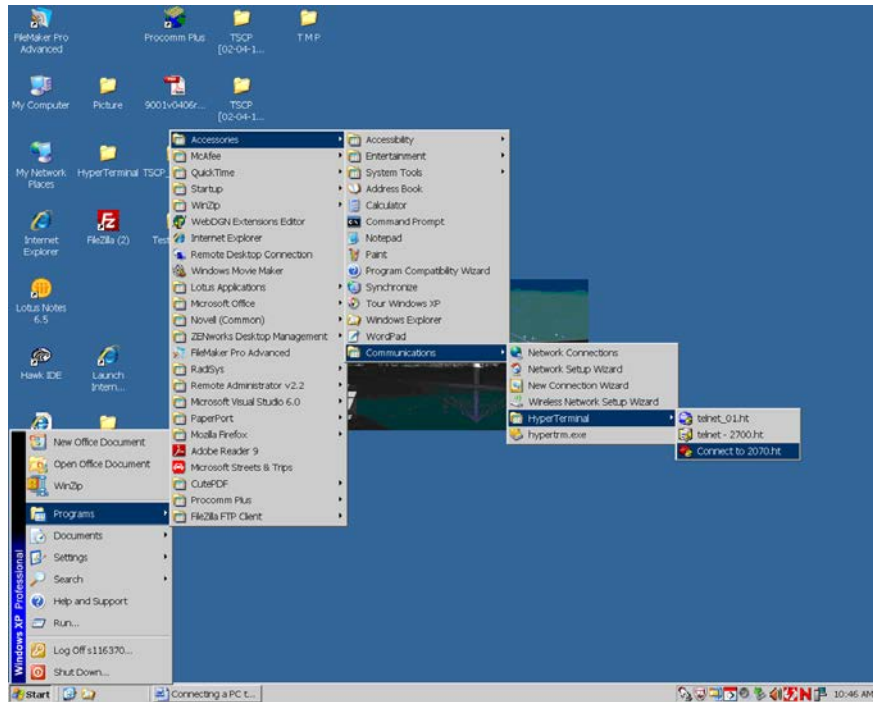 FileMaker Pro
Advanced
Procomm Plus
TSCP
[02-04-1...
TMP
My Computer
Picture
9001v0406r...
TSCP
[02-04-1...
My Network
Places
HyperTerminal
TSCP_
Internet
Explorer
FileZilla (2)
Test
Lotus Notes
6.5
Hawk IDE
Launch
Intern...
Accessories
McAfee
QuickTime
Startup
WinZip
WebDGN Extensions Editor
Internet Explorer
Remote Desktop Connection
Windows Movie Maker
Lotus Applications
Microsoft Office
Novell (Common)
ZENworks Desktop Management
FileMaker Pro Advanced
RadiSys
Remote Administrator v2.2
Microsoft Visual Studio 6.0
PaperPort
Mozilla Firefox
Adobe Reader 9
Microsoft Streets & Trips
CutePDF
Procomm Plus
FileZilla FTP Client
Accessibility
Entertainment
System Tools
Address Book
Calculator
Command Prompt
Notepad
Paint
Program Compatibility Wizard
Synchronize
Tour Windows XP
Windows Explorer
WordPad
Communications
Network Connections
Network Setup Wizard
New Connection Wizard
Wireless Network Setup Wizard
HyperTerminal
hypertrm.exe
telnet_01.ht
telnet - 2700.ht
Connect to 2070.ht
New Office Document
Open Office Document
WinZip
Programs
Documents
Settings
Search
Help and Support
Run...
Log Off s116370...
Shut Down...
Windows XP Professional
Start
Connecting a PC t...
10:46 AM